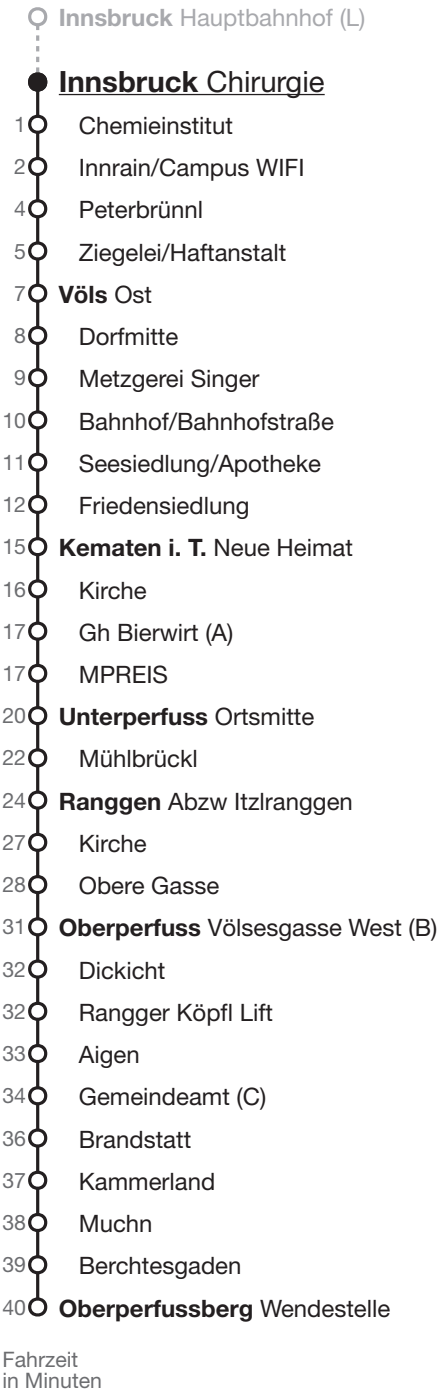 Innsbruck Hauptbahnhof (L)
Innsbruck Chirurgie
1 Chemieinstitut
2 Innrain/Campus WIFI
4 Peterbrünnl
5 Ziegelei/Haftanstalt
7 Völs Ost
8 Dorfmitte
9 Metzgerei Singer
10 Bahnhof/Bahnhofstraße
11 Seesiedlung/Apotheke
12 Friedensiedlung
15 Kematen i. T. Neue Heimat
16 Kirche
17 Gh Bierwirt (A)
17 MPREIS
20 Unterperfuss Ortsmitte
22 Mühlbrückl
24 Ranggen Abzw Itzlranggen
27 Kirche
28 Obere Gasse
31 Oberperfuss Völsesgasse West (B)
32 Dickicht
32 Rangger Köpfl Lift
33 Aigen
34 Gemeindeamt (C)
36 Brandstatt
37 Kammerland
38 Muchn
39 Berchtesgaden
40 Oberperfussberg Wendestelle
Fahrzeit
in Minuten